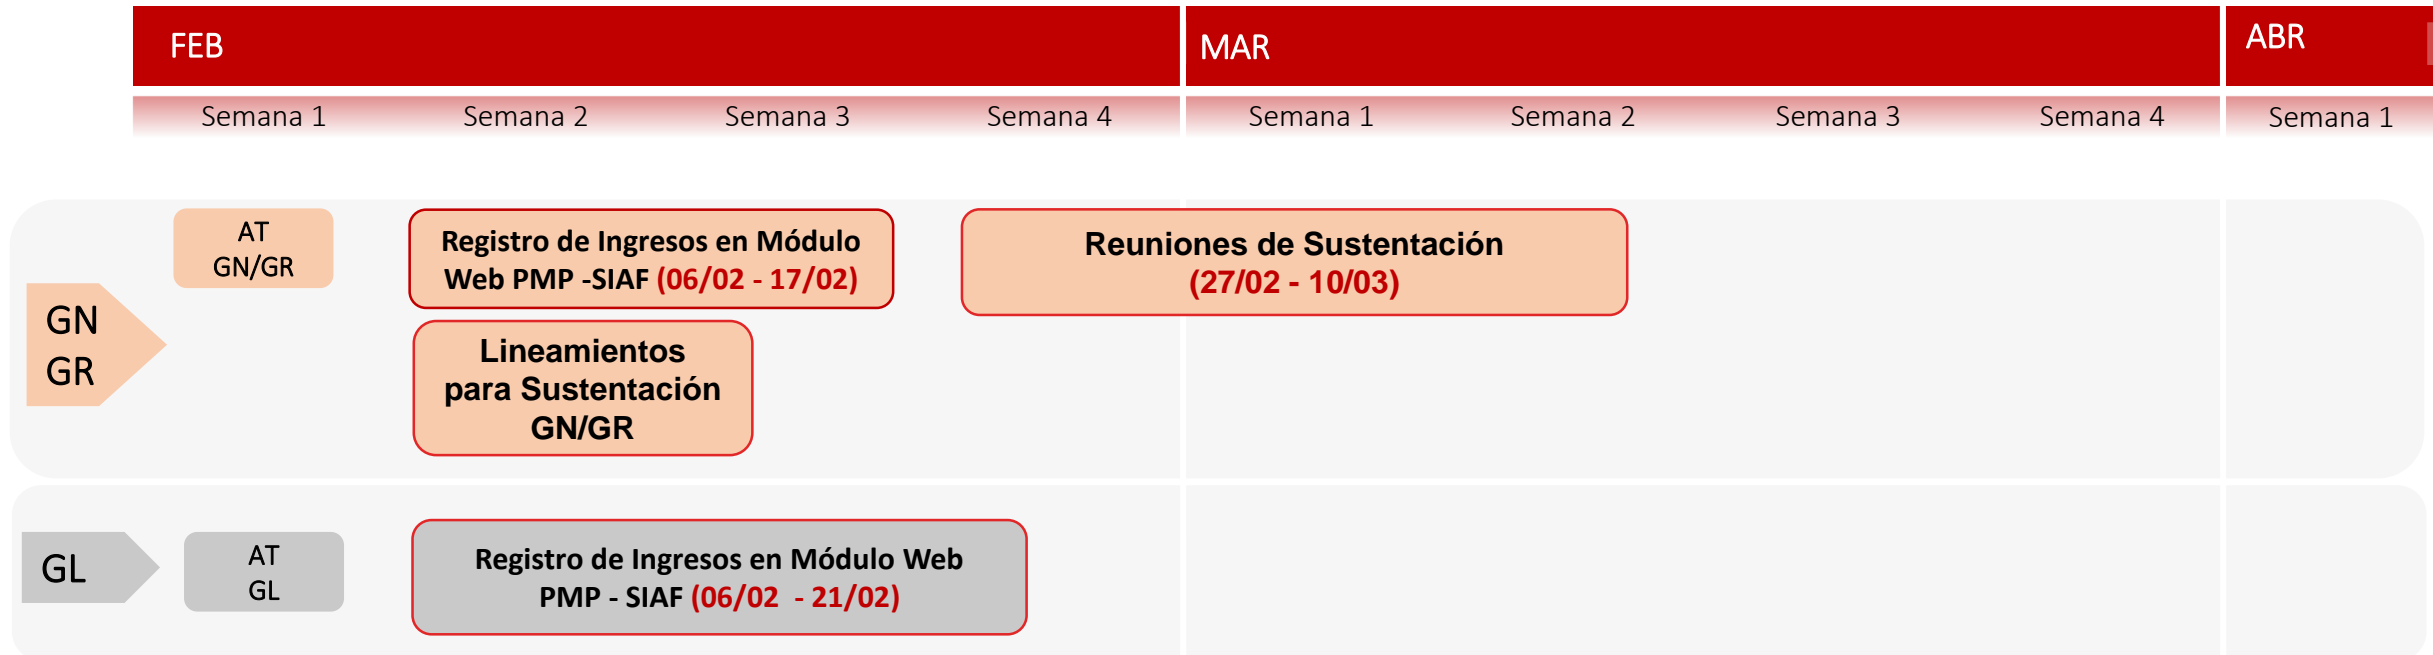 FEB
MAR
ABR
Semana 1
Semana 2
Semana 3
Semana 4
Semana 1
Semana 2
Semana 3
Semana 4
Semana 1
GN
GR
AT
GN/GR
Registro de Ingresos en Módulo
Web PMP -SIAF (06/02 - 17/02)
Reuniones de Sustentación
(27/02 - 10/03)
Lineamientos
para Sustentación
GN/GR
GL
AT
GL
Registro de Ingresos en Módulo Web
PMP - SIAF (06/02 - 21/02)